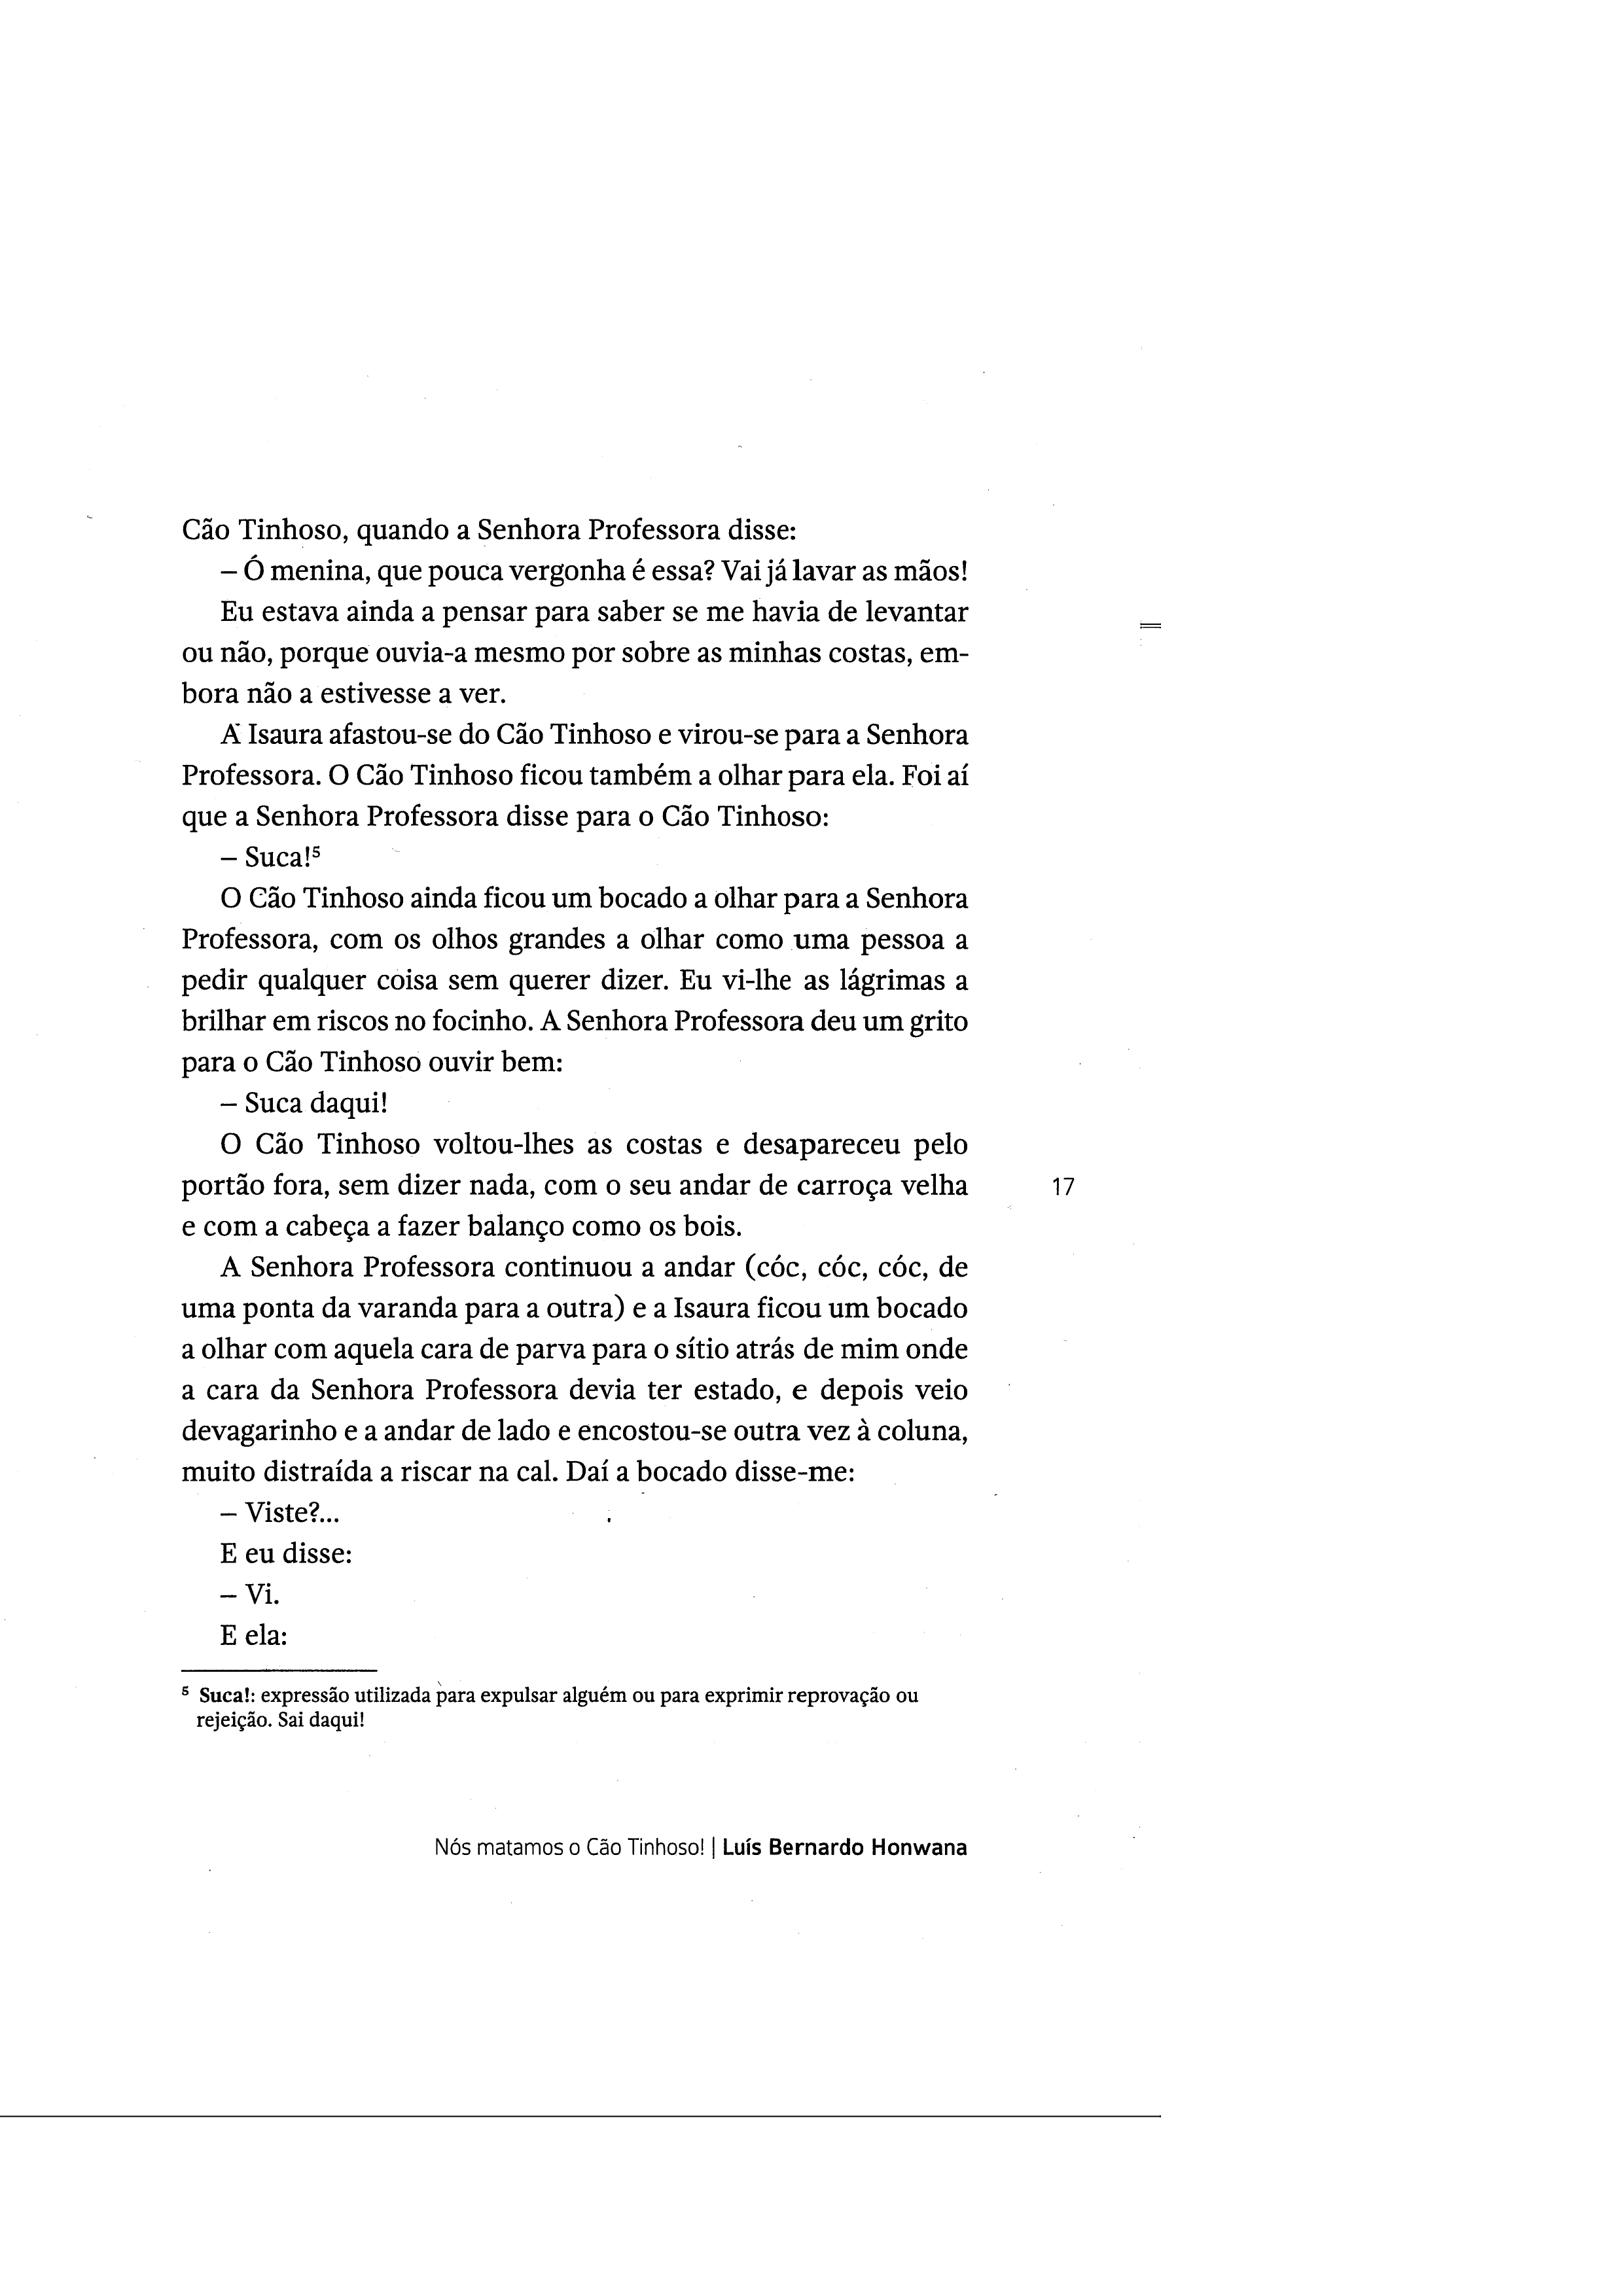 Cão Tinhoso, quando a Senhora Professora disse:
– Ó menina, que pouca vergonha é essa? Vai já lavar as mãos!
Eu estava ainda a pensar para saber se me havia de levantar
ou não, porque ouvia-a mesmo por sobre as minhas costas, em-
bora não a estivesse a ver.
A Isaura afastou-se do Cão Tinhoso e virou-se para a Senhora
Professora. O Cão Tinhoso ficou também a olhar para ela. Foi aí
que a Senhora Professora disse para o Cão Tinhoso:
– Suca!⁵
O Cão Tinhoso ainda ficou um bocado a olhar para a Senhora
Professora, com os olhos grandes a olhar como uma pessoa a
pedir qualquer coisa sem querer dizer. Eu vi-lhe as lágrimas a
brilhar em riscos no focinho. A Senhora Professora deu um grito
para o Cão Tinhoso ouvir bem:
– Suca daqui!
O Cão Tinhoso voltou-lhes as costas e desapareceu pelo
portão fora, sem dizer nada, com o seu andar de carroça velha
e com a cabeça a fazer balanço como os bois.
A Senhora Professora continuou a andar (cóc, cóc, cóc, de
uma ponta da varanda para a outra) e a Isaura ficou um bocado
a olhar com aquela cara de parva para o sítio atrás de mim onde
a cara da Senhora Professora devia ter estado, e depois veio
devagarinho e a andar de lado e encostou-se outra vez à coluna,
muito distraída a riscar na cal. Daí a bocado disse-me:
– Viste?...
E eu disse:
– Vi.
E ela:
⁵ Suca!: expressão utilizada para expulsar alguém ou para exprimir reprovação ou
rejeição. Sai daqui!
Nós matamos o Cão Tinhoso! | Luís Bernardo Honwana
17